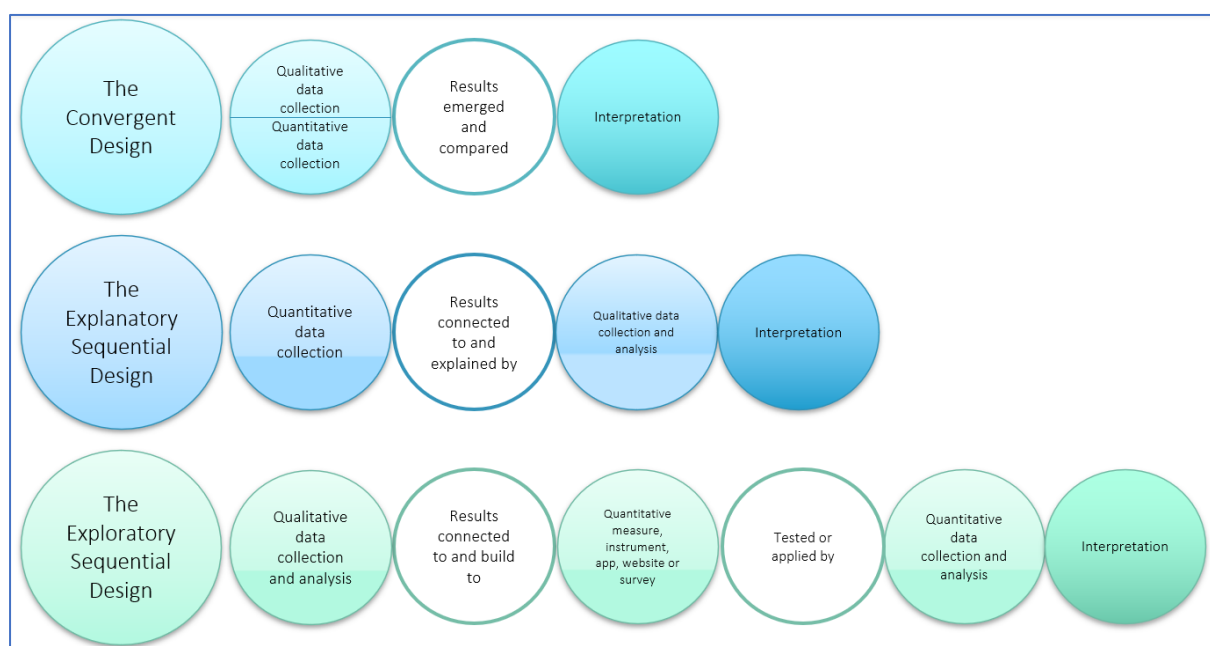 The
Convergent
Design
Qualitative
data
collection
Quantitative
data
collection
Results
emerged
and
compared
Interpretation
The
Explanatory
Sequential
Design
Quantitative
data
collection
Results
connected
to and
explained by
Qualitative data
collection and
analysis
Interpretation
The
Exploratory
Sequential
Design
Qualitative
data
collection
and analysis
Results
connected
to and build
to
Quantitative
measure,
instrument,
app, website or
survey
Tested or
applied by
Quantitative
data
collection and
analysis
Interpretation